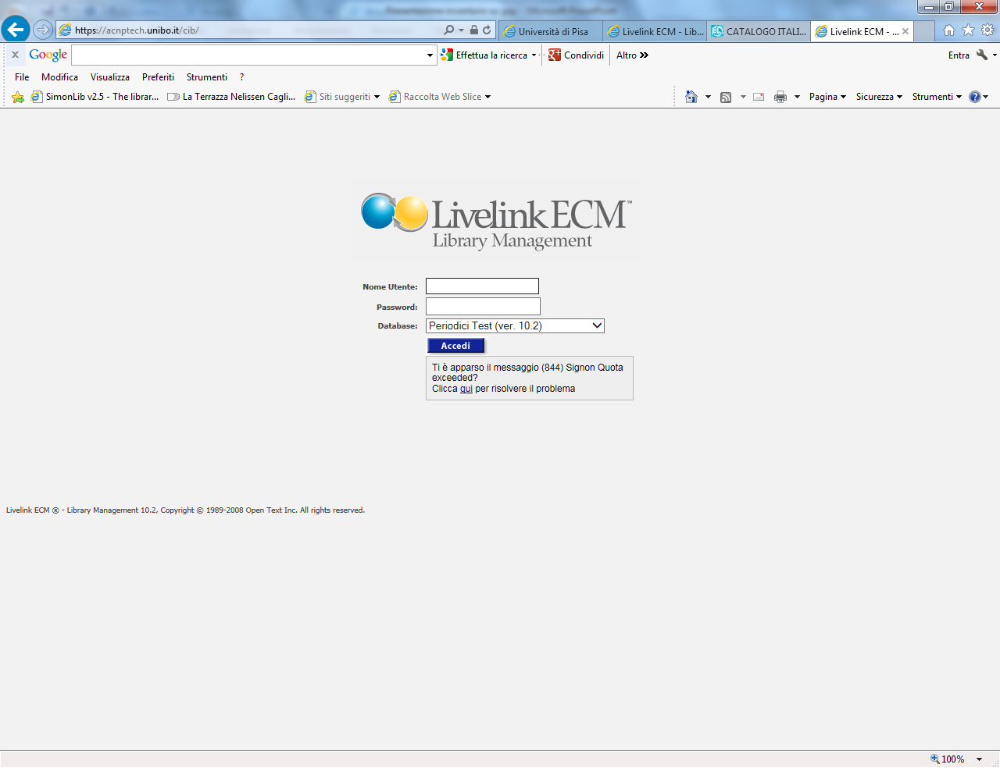 https://acnptech.unibo.it/cib/
Università di Pisa
Livelink ECM - Lib...
CATALOGO ITALI...
Livelink ECM - ...
Google
Effettua la ricerca
Condividi
Altro
Entra
File
Modifica
Visualizza
Preferiti
Strumenti
?
SimonLib v2.5 - The librar...
La Terrazza Nelissen Cagli...
Siti suggeriti
Raccolta Web Slice
Pagina
Sicurezza
Strumenti
Livelink ECM™
Library Management
Nome Utente:
Password:
Database:
Periodici Test (ver. 10.2)
Accedi
Ti è apparso il messaggio (844) Signon Quota
exceeded?
Clicca qui per risolvere il problema
Livelink ECM ® - Library Management 10.2, Copyright © 1989-2008 Open Text Inc. All rights reserved.
100%